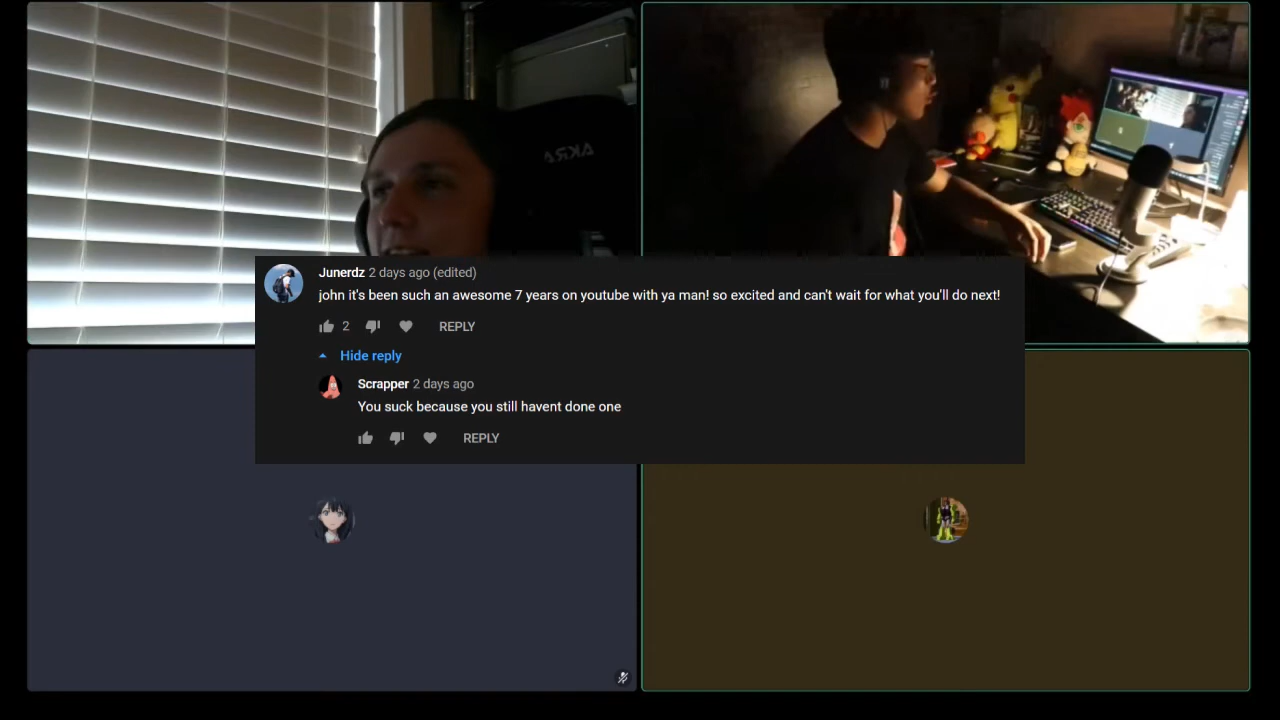 AKRA
Junerdz 2 days ago (edited)
john it's been such an awesome 7 years on youtube with ya man! so excited and can't wait for what you'll do next!
2 REPLY
Hide reply
Scrapper 2 days ago
You suck because you still havent done one
REPLY